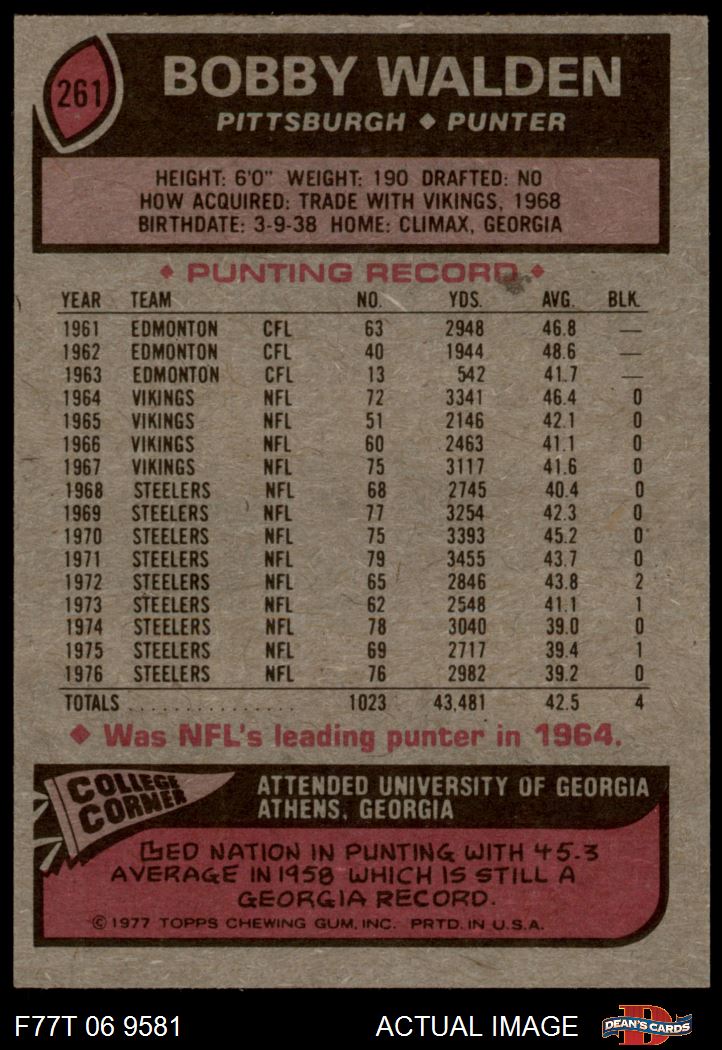 261
BOBBY WALDEN
PITTSBURGH ◆ PUNTER
HEIGHT: 6'0" WEIGHT: 190 DRAFTED: NO
HOW ACQUIRED: TRADE WITH VIKINGS, 1968
BIRTHDATE: 3-9-38 HOME: CLIMAX, GEORGIA
◆ PUNTING RECORD ◆
YEAR TEAM NO. YDS. AVG. BLK.
1961 EDMONTON CFL 63 2948 46.8 —
1962 EDMONTON CFL 40 1944 48.6 —
1963 EDMONTON CFL 13 542 41.7 —
1964 VIKINGS NFL 72 3341 46.4 0
1965 VIKINGS NFL 51 2146 42.1 0
1966 VIKINGS NFL 60 2463 41.1 0
1967 VIKINGS NFL 75 3117 41.6 0
1968 STEELERS NFL 68 2745 40.4 0
1969 STEELERS NFL 77 3254 42.3 0
1970 STEELERS NFL 75 3393 45.2 0
1971 STEELERS NFL 79 3455 43.7 0
1972 STEELERS NFL 65 2846 43.8 2
1973 STEELERS NFL 62 2548 41.1 1
1974 STEELERS NFL 78 3040 39.0 0
1975 STEELERS NFL 69 2717 39.4 1
1976 STEELERS NFL 76 2982 39.2 0
TOTALS . . . . . . . . . . . . . . . 1023 43,481 42.5 4
◆ Was NFL's leading punter in 1964.
COLLEGE
CORNER
ATTENDED UNIVERSITY OF GEORGIA
ATHENS, GEORGIA
LED NATION IN PUNTING WITH 45.3
AVERAGE IN 1958 WHICH IS STILL A
GEORGIA RECORD.
© 1977 TOPPS CHEWING GUM, INC. PRTD. IN U.S.A.
F77T 06 9581 ACTUAL IMAGE
D
DEAN'S CARDS